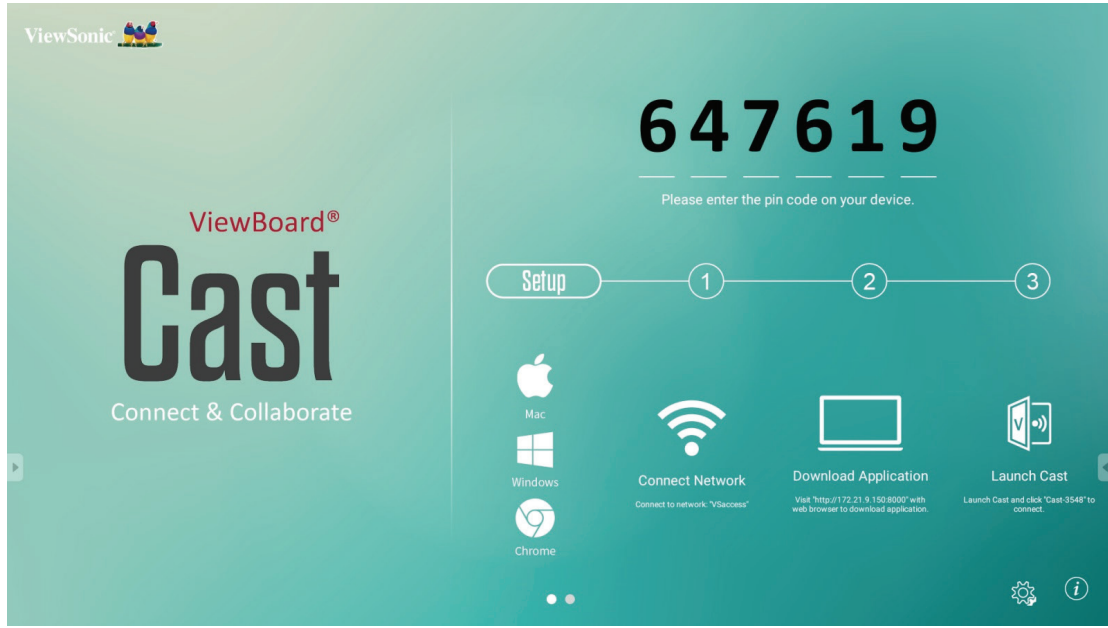 ViewSonic
647619
Please enter the pin code on your device.
ViewBoard®
Cast
Connect & Collaborate
Setup
1
2
3
Mac
Windows
Chrome
Connect Network
Connect to network: "VSaccess"
Download Application
Visit "http://172.21.9.150:8000" with
web browser to download application.
Launch Cast
Launch Cast and click "Cast-3548" to
connect.
V
i